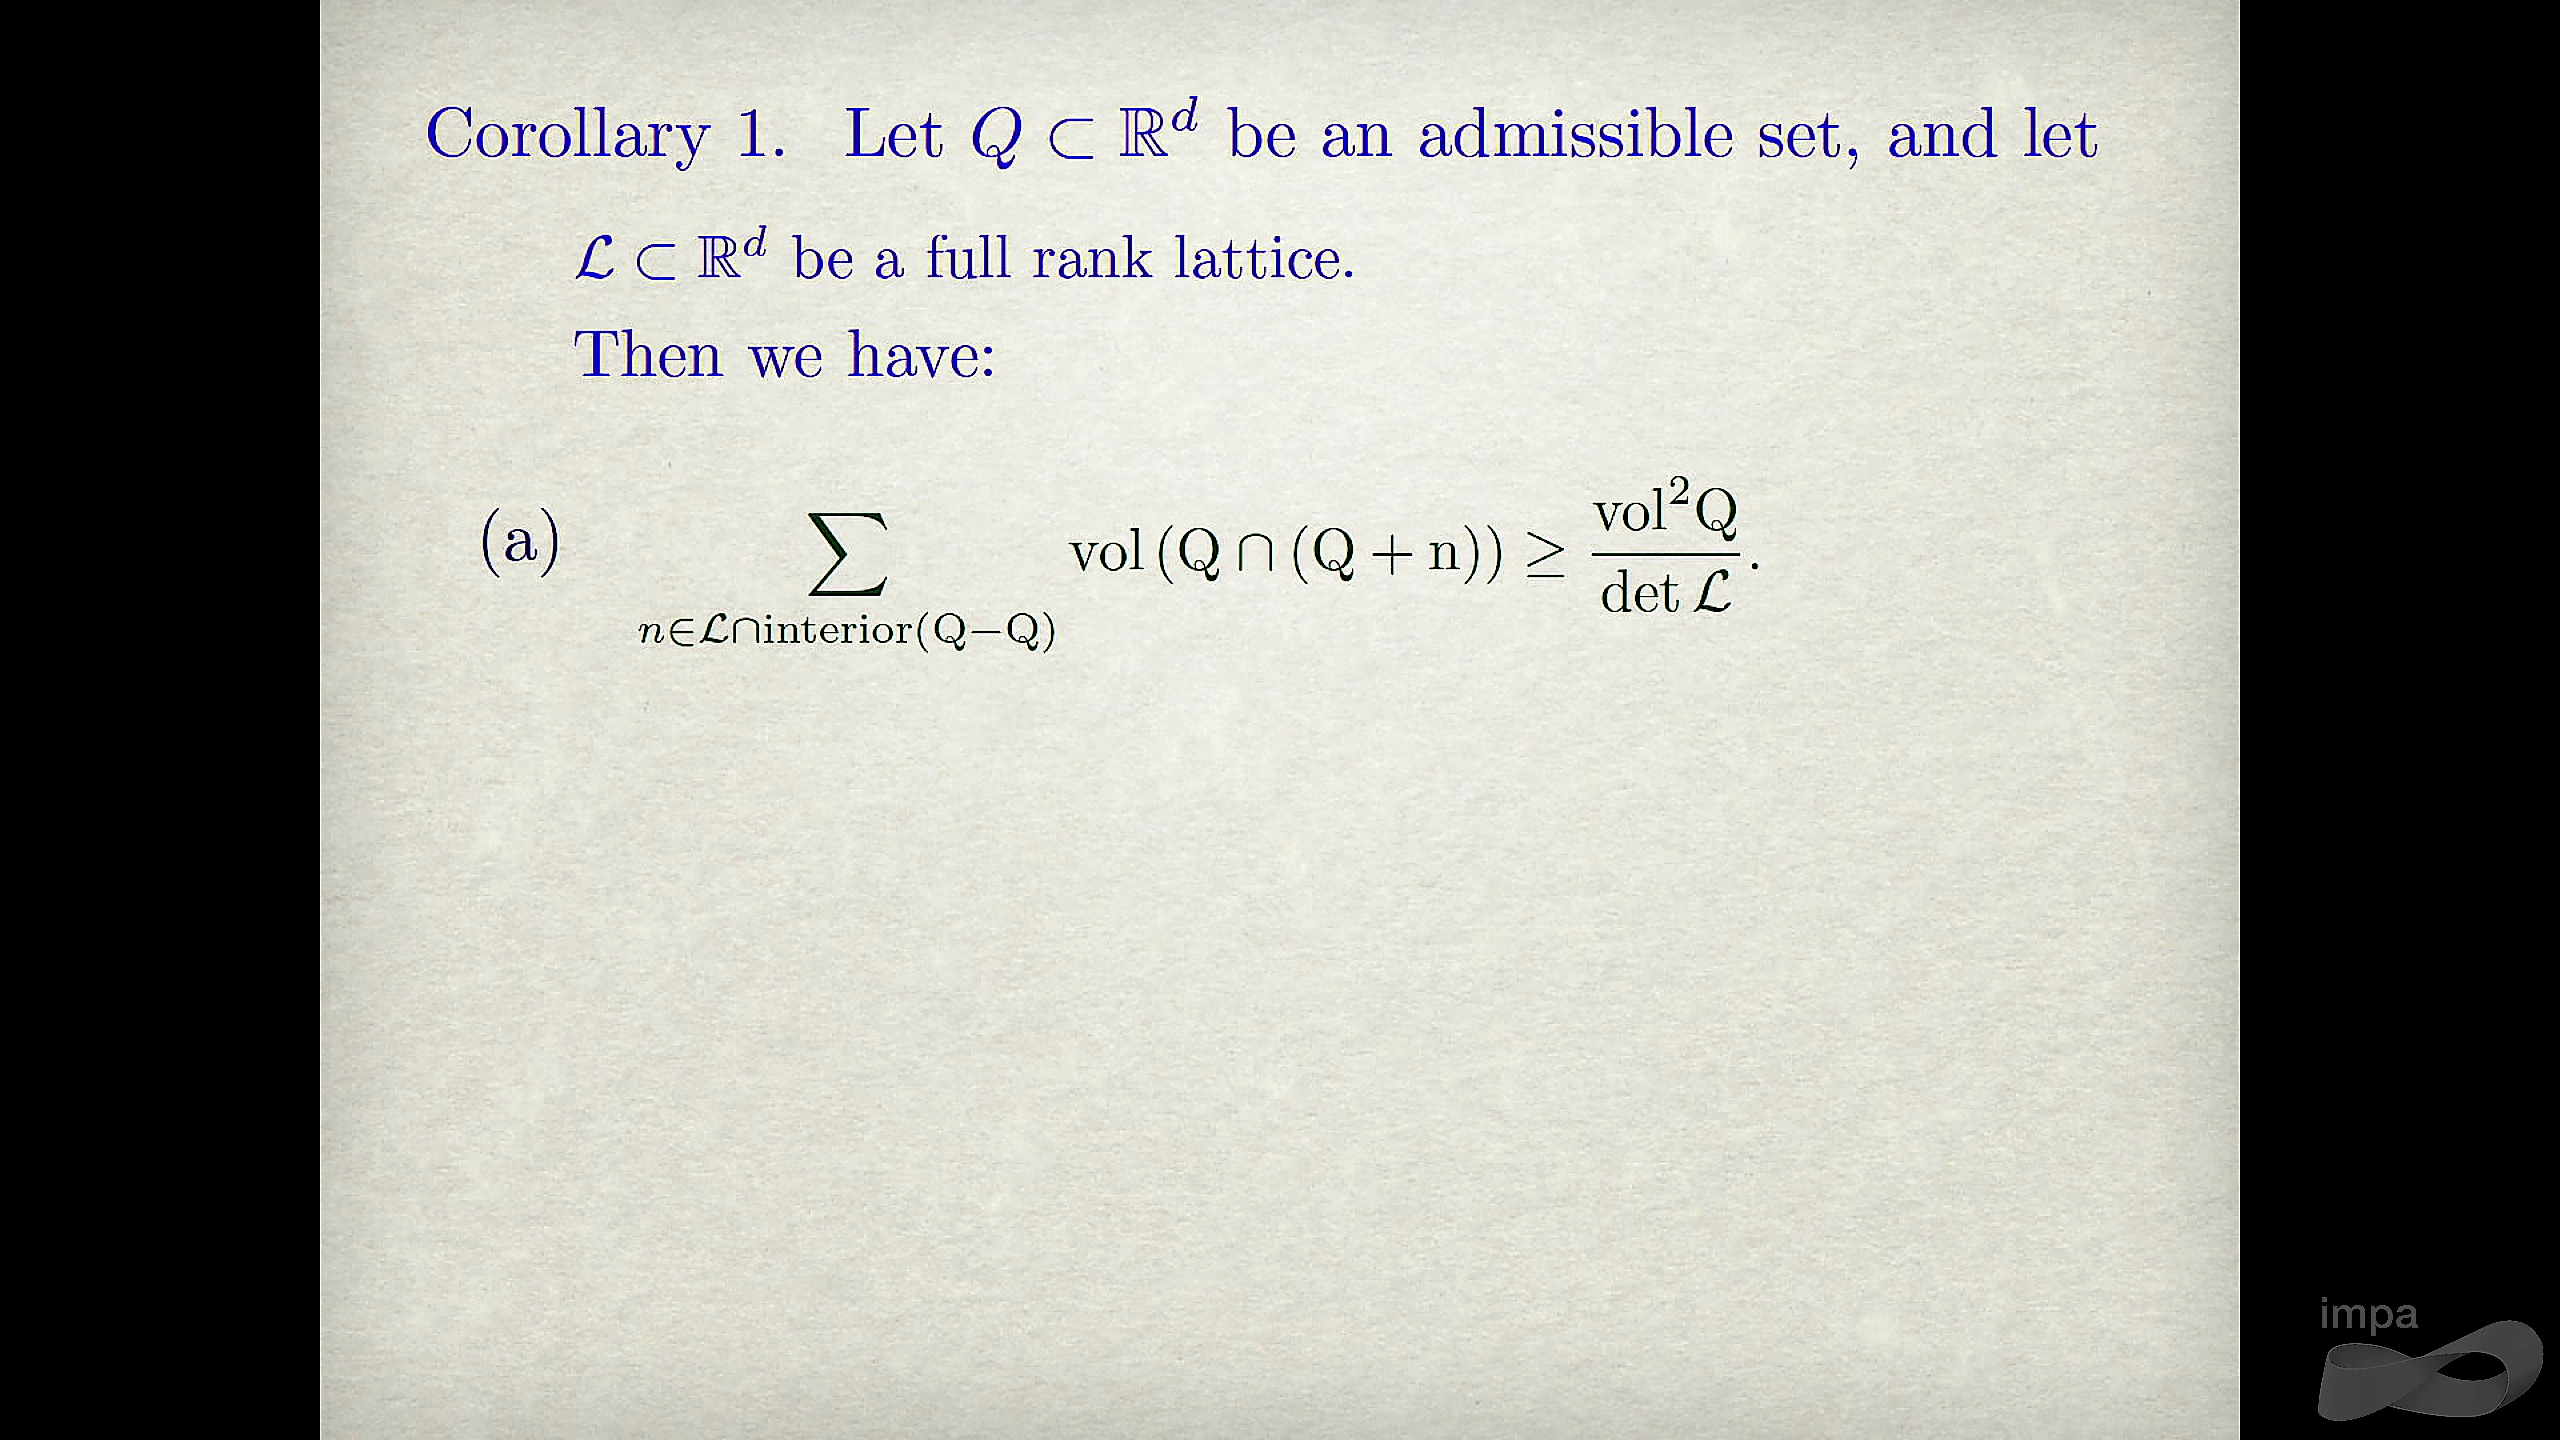 Corollary 1. Let Q ⊂ ℝ^d be an admissible set, and let
ℒ ⊂ ℝ^d be a full rank lattice.
Then we have:
(a) ∑_{n∈ℒ∩interior(Q−Q)} vol (Q ∩ (Q + n)) ≥ vol²Q / det ℒ.
impa